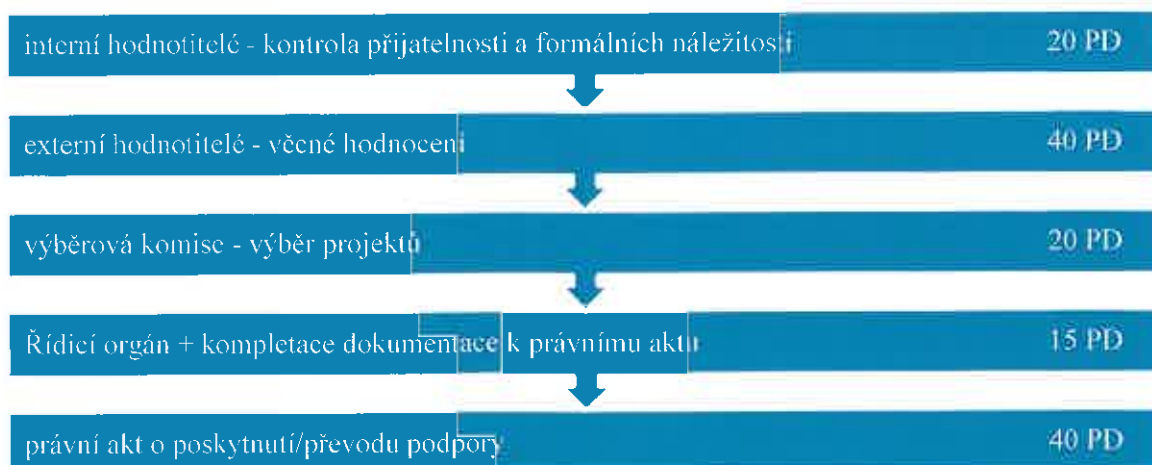 interní hodnotitelé - kontrola přijatelnosti a formálních náležitostí 20 PD
externí hodnotitelé - věcné hodnocení 40 PD
výběrová komise - výběr projektů 20 PD
Řídicí orgán + kompletace dokumentace k právnímu aktu 15 PD
právní akt o poskytnutí/převodu podpory 40 PD